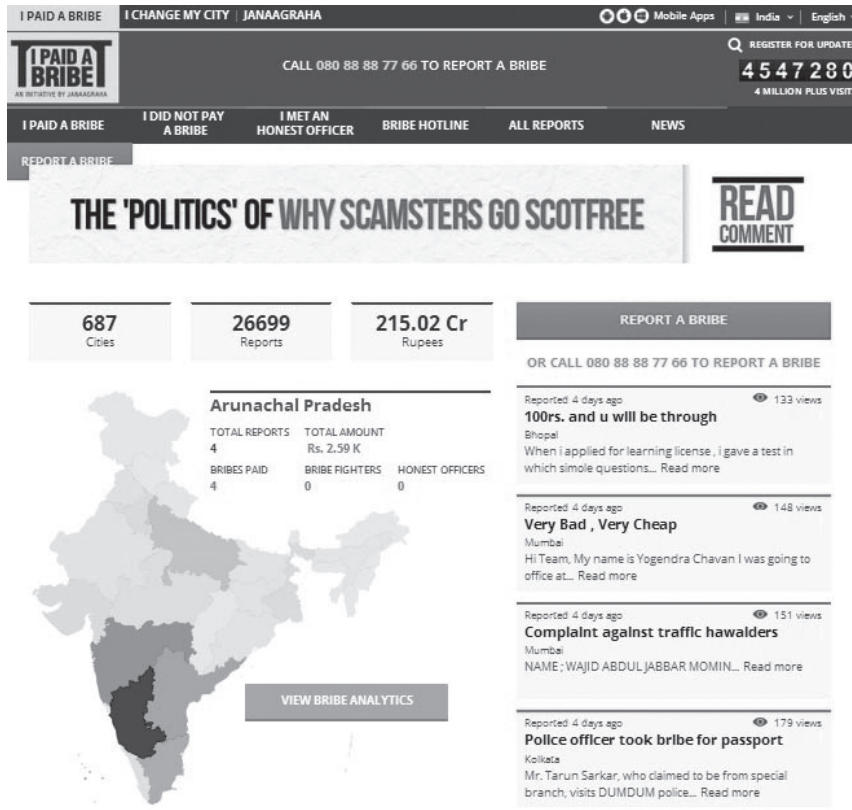 I PAID A BRIBE I CHANGE MY CITY | JANAAGRAHA Mobile Apps | India | English
I PAID A
BRIBE
AN INITIATIVE BY JANAAGRAHA
CALL 080 88 88 77 66 TO REPORT A BRIBE
REGISTER FOR UPDATE
4547280
4 MILLION PLUS VISIT
I PAID A BRIBE
I DID NOT PAY
A BRIBE
I MET AN
HONEST OFFICER
BRIBE HOTLINE
ALL REPORTS
NEWS
REPORT A BRIBE
THE 'POLITICS' OF WHY SCAMSTERS GO SCOTFREE
READ
COMMENT
687
Cities
26699
Reports
215.02 Cr
Rupees
Arunachal Pradesh
TOTAL REPORTS TOTAL AMOUNT
4 Rs. 2.59 K
BRIBES PAID BRIBE FIGHTERS HONEST OFFICERS
4 0 0
VIEW BRIBE ANALYTICS
REPORT A BRIBE
OR CALL 080 88 88 77 66 TO REPORT A BRIBE
Reported 4 days ago 133 views
100rs. and u will be through
Bhopal
When i applied for learning license , i gave a test in
which simole questions... Read more
Reported 4 days ago 148 views
Very Bad , Very Cheap
Mumbai
Hi Team, My name is Yogendra Chavan I was going to
office at... Read more
Reported 4 days ago 151 views
Complaint against traffic hawalders
Mumbai
NAME ; WAJID ABDUL JABBAR MOMIN... Read more
Reported 4 days ago 179 views
Police officer took bribe for passport
Kolkata
Mr. Tarun Sarkar, who claimed to be from special
branch, visits DUMDUM police... Read more